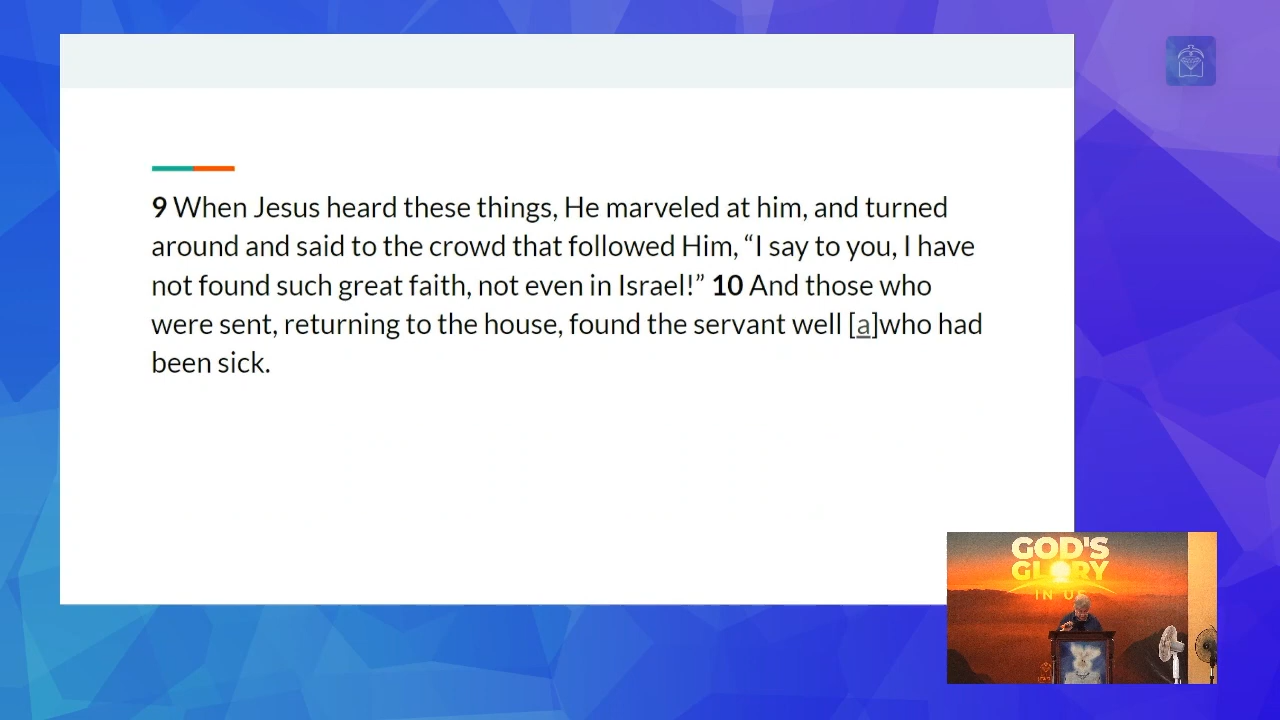 9 When Jesus heard these things, He marveled at him, and turned
around and said to the crowd that followed Him, “I say to you, I have
not found such great faith, not even in Israel!” 10 And those who
were sent, returning to the house, found the servant well [a]who had
been sick.
GOD'S
GLORY
IN US